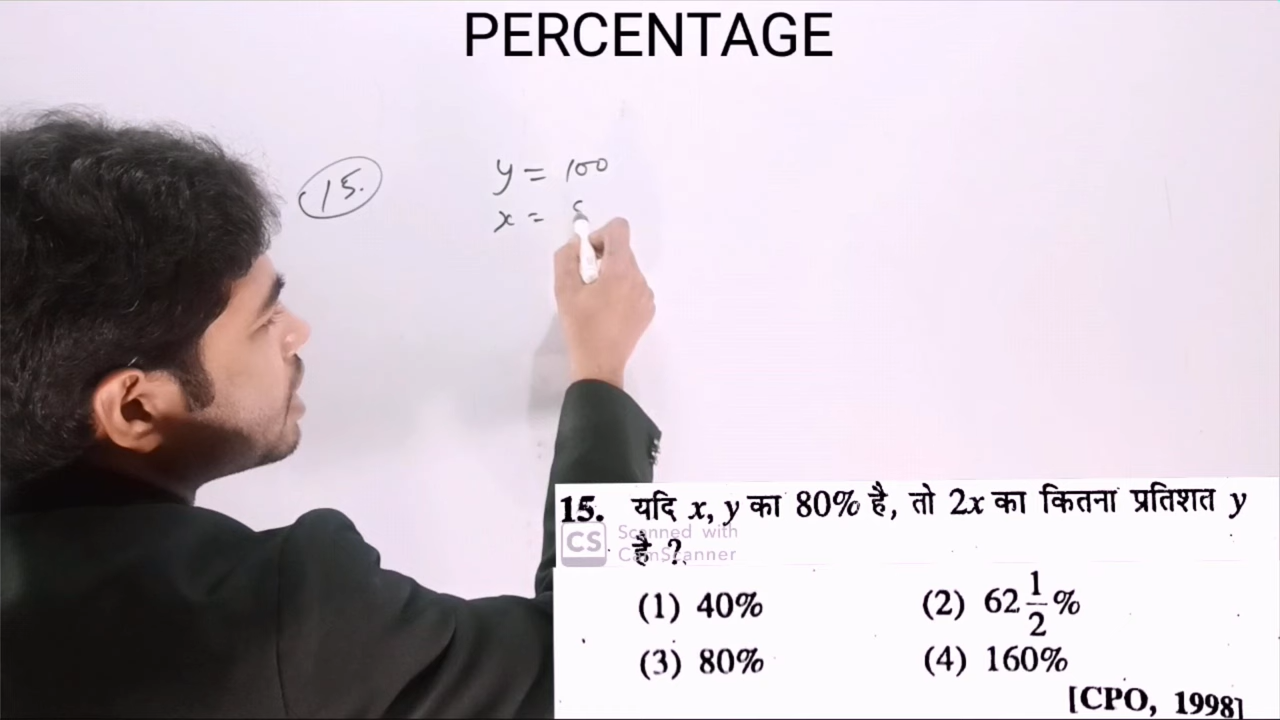 PERCENTAGE
15.
y = 100
x =
15. यदि x, y का 80% है, तो 2x का कितना प्रतिशत y
है ?
CS Scanned with
CamScanner
(1) 40% (2) 62 1/2 %
(3) 80% (4) 160%
[CPO, 1998]